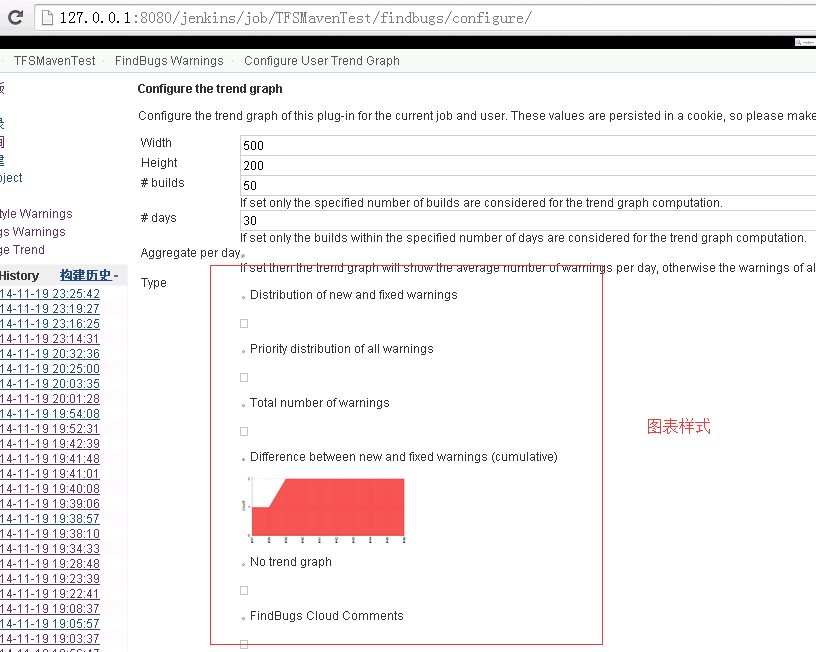 127.0.0.1:8080/jenkins/job/TFSMavenTest/findbugs/configure/
TFSMavenTest FindBugs Warnings Configure User Trend Graph
Configure the trend graph
Configure the trend graph of this plug-in for the current job and user. These values are persisted in a cookie, so please make
Width 500
Height 200
# builds 50
If set only the specified number of builds are considered for the trend graph computation.
# days 30
If set only the builds within the specified number of days are considered for the trend graph computation.
Aggregate per day
If set then the trend graph will show the average number of warnings per day, otherwise the warnings of al
Type
Distribution of new and fixed warnings
Priority distribution of all warnings
Total number of warnings
Difference between new and fixed warnings (cumulative)
No trend graph
FindBugs Cloud Comments
图表样式
oject
tyle Warnings
gs Warnings
ge Trend
History 构建历史 -
14-11-19 23:25:42
14-11-19 23:19:27
14-11-19 23:16:25
14-11-19 23:14:31
14-11-19 20:32:36
14-11-19 20:25:00
14-11-19 20:03:35
14-11-19 20:01:28
14-11-19 19:54:08
14-11-19 19:52:31
14-11-19 19:42:39
14-11-19 19:41:48
14-11-19 19:41:01
14-11-19 19:40:08
14-11-19 19:39:06
14-11-19 19:38:57
14-11-19 19:38:10
14-11-19 19:34:33
14-11-19 19:28:48
14-11-19 19:23:39
14-11-19 19:22:41
14-11-19 19:08:37
14-11-19 19:05:57
14-11-19 19:03:37